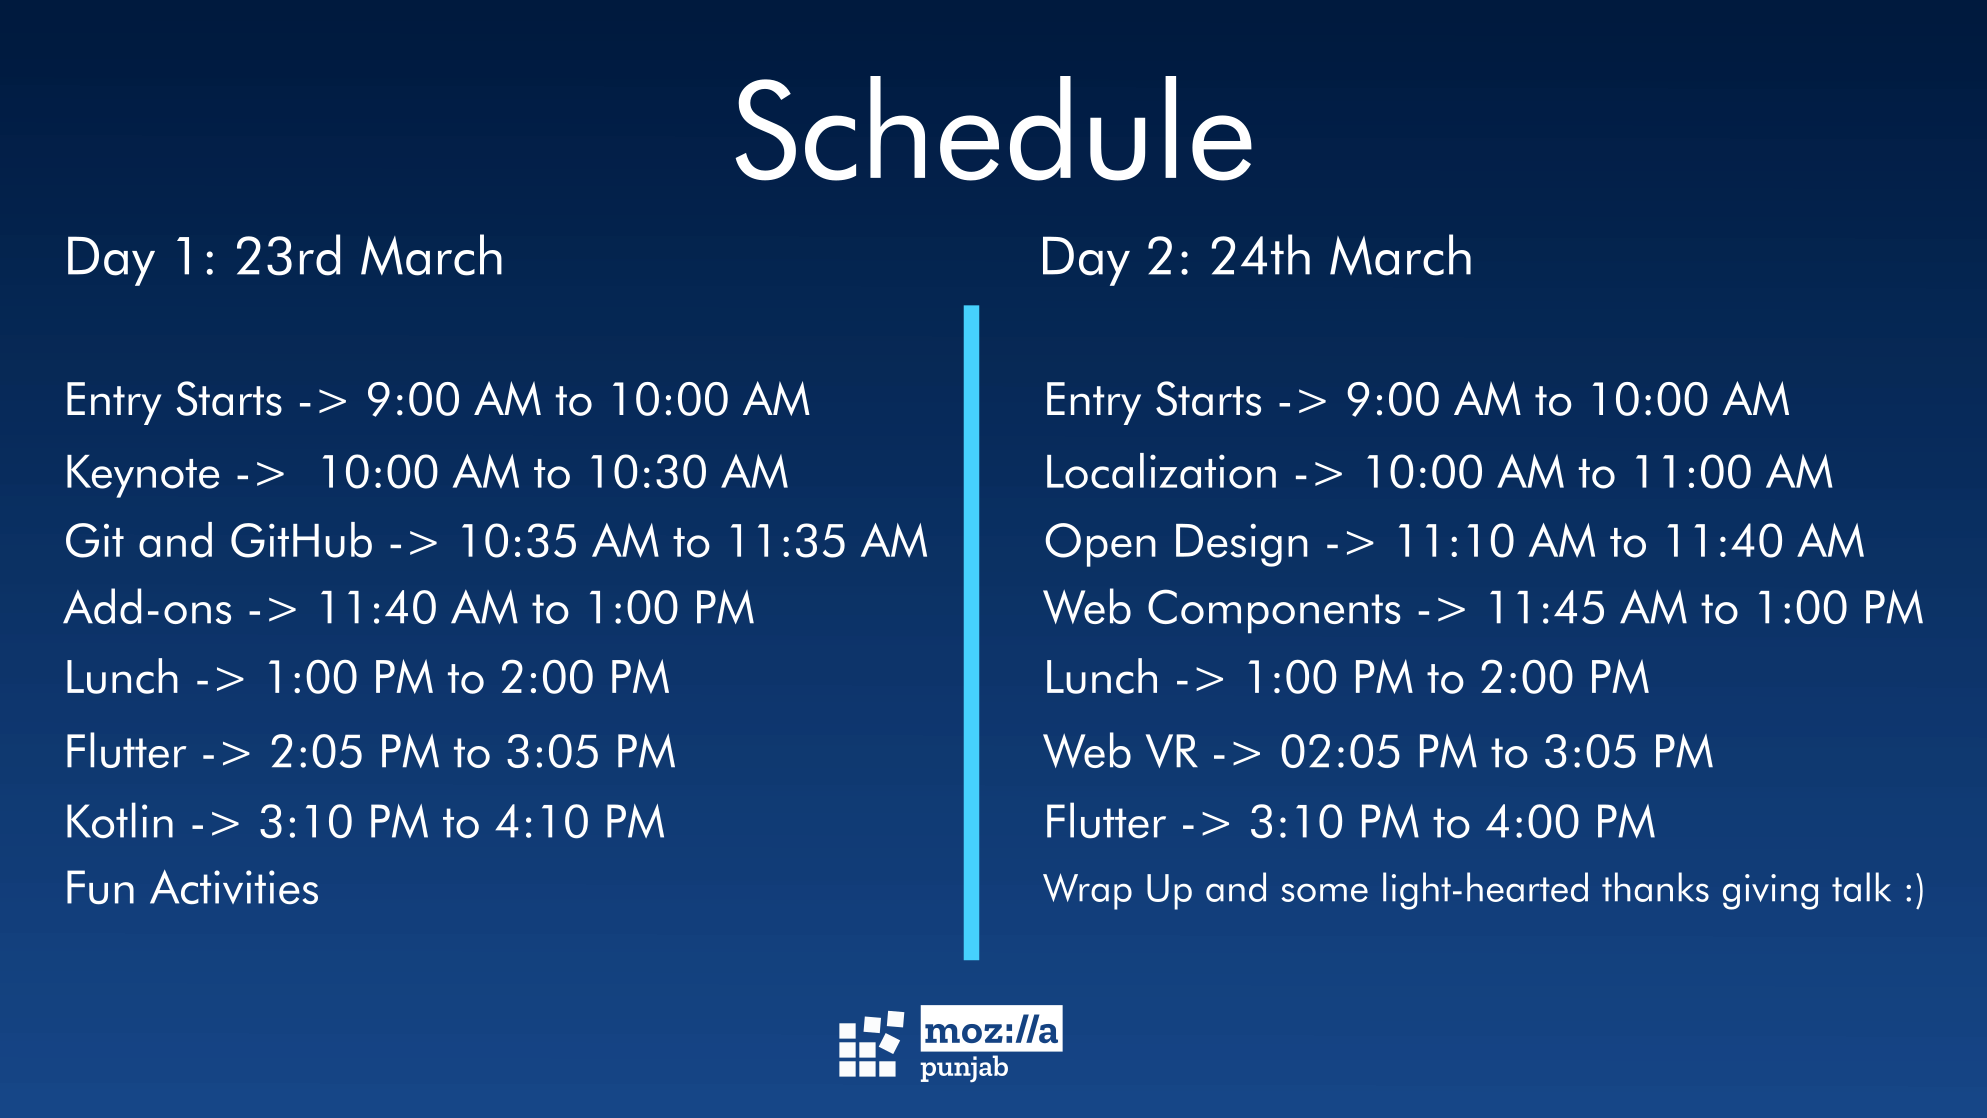 Schedule
Day 1: 23rd March
Entry Starts -> 9:00 AM to 10:00 AM
Keynote ->  10:00 AM to 10:30 AM
Git and GitHub -> 10:35 AM to 11:35 AM
Add-ons -> 11:40 AM to 1:00 PM
Lunch -> 1:00 PM to 2:00 PM
Flutter -> 2:05 PM to 3:05 PM
Kotlin -> 3:10 PM to 4:10 PM
Fun Activities
Day 2: 24th March
Entry Starts -> 9:00 AM to 10:00 AM
Localization -> 10:00 AM to 11:00 AM
Open Design -> 11:10 AM to 11:40 AM
Web Components -> 11:45 AM to 1:00 PM
Lunch -> 1:00 PM to 2:00 PM
Web VR -> 02:05 PM to 3:05 PM
Flutter -> 3:10 PM to 4:00 PM
Wrap Up and some light-hearted thanks giving talk :)
moz://a
punjab